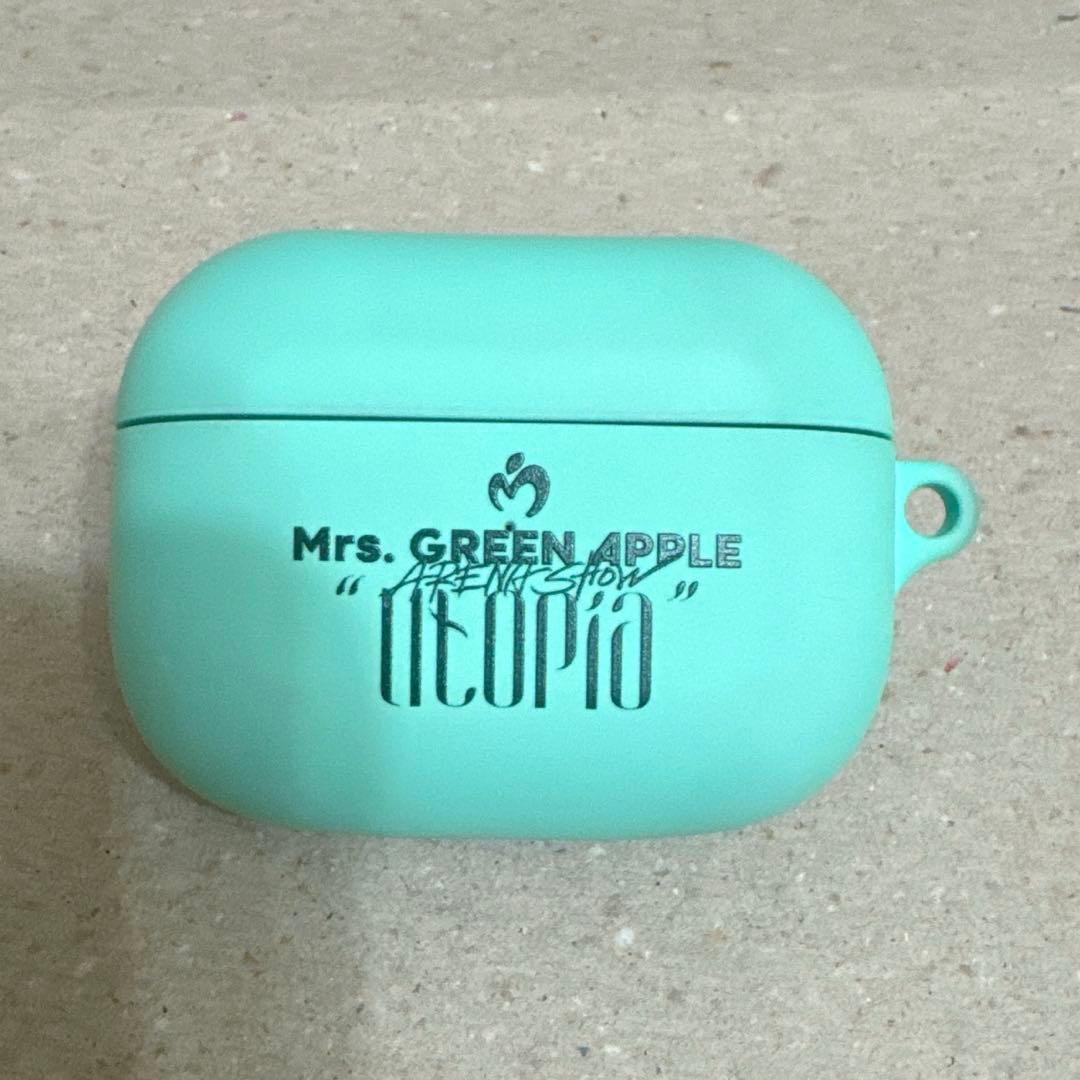 Mrs. GREEN APPLE
“ ARENA SHOW ”
Utopia